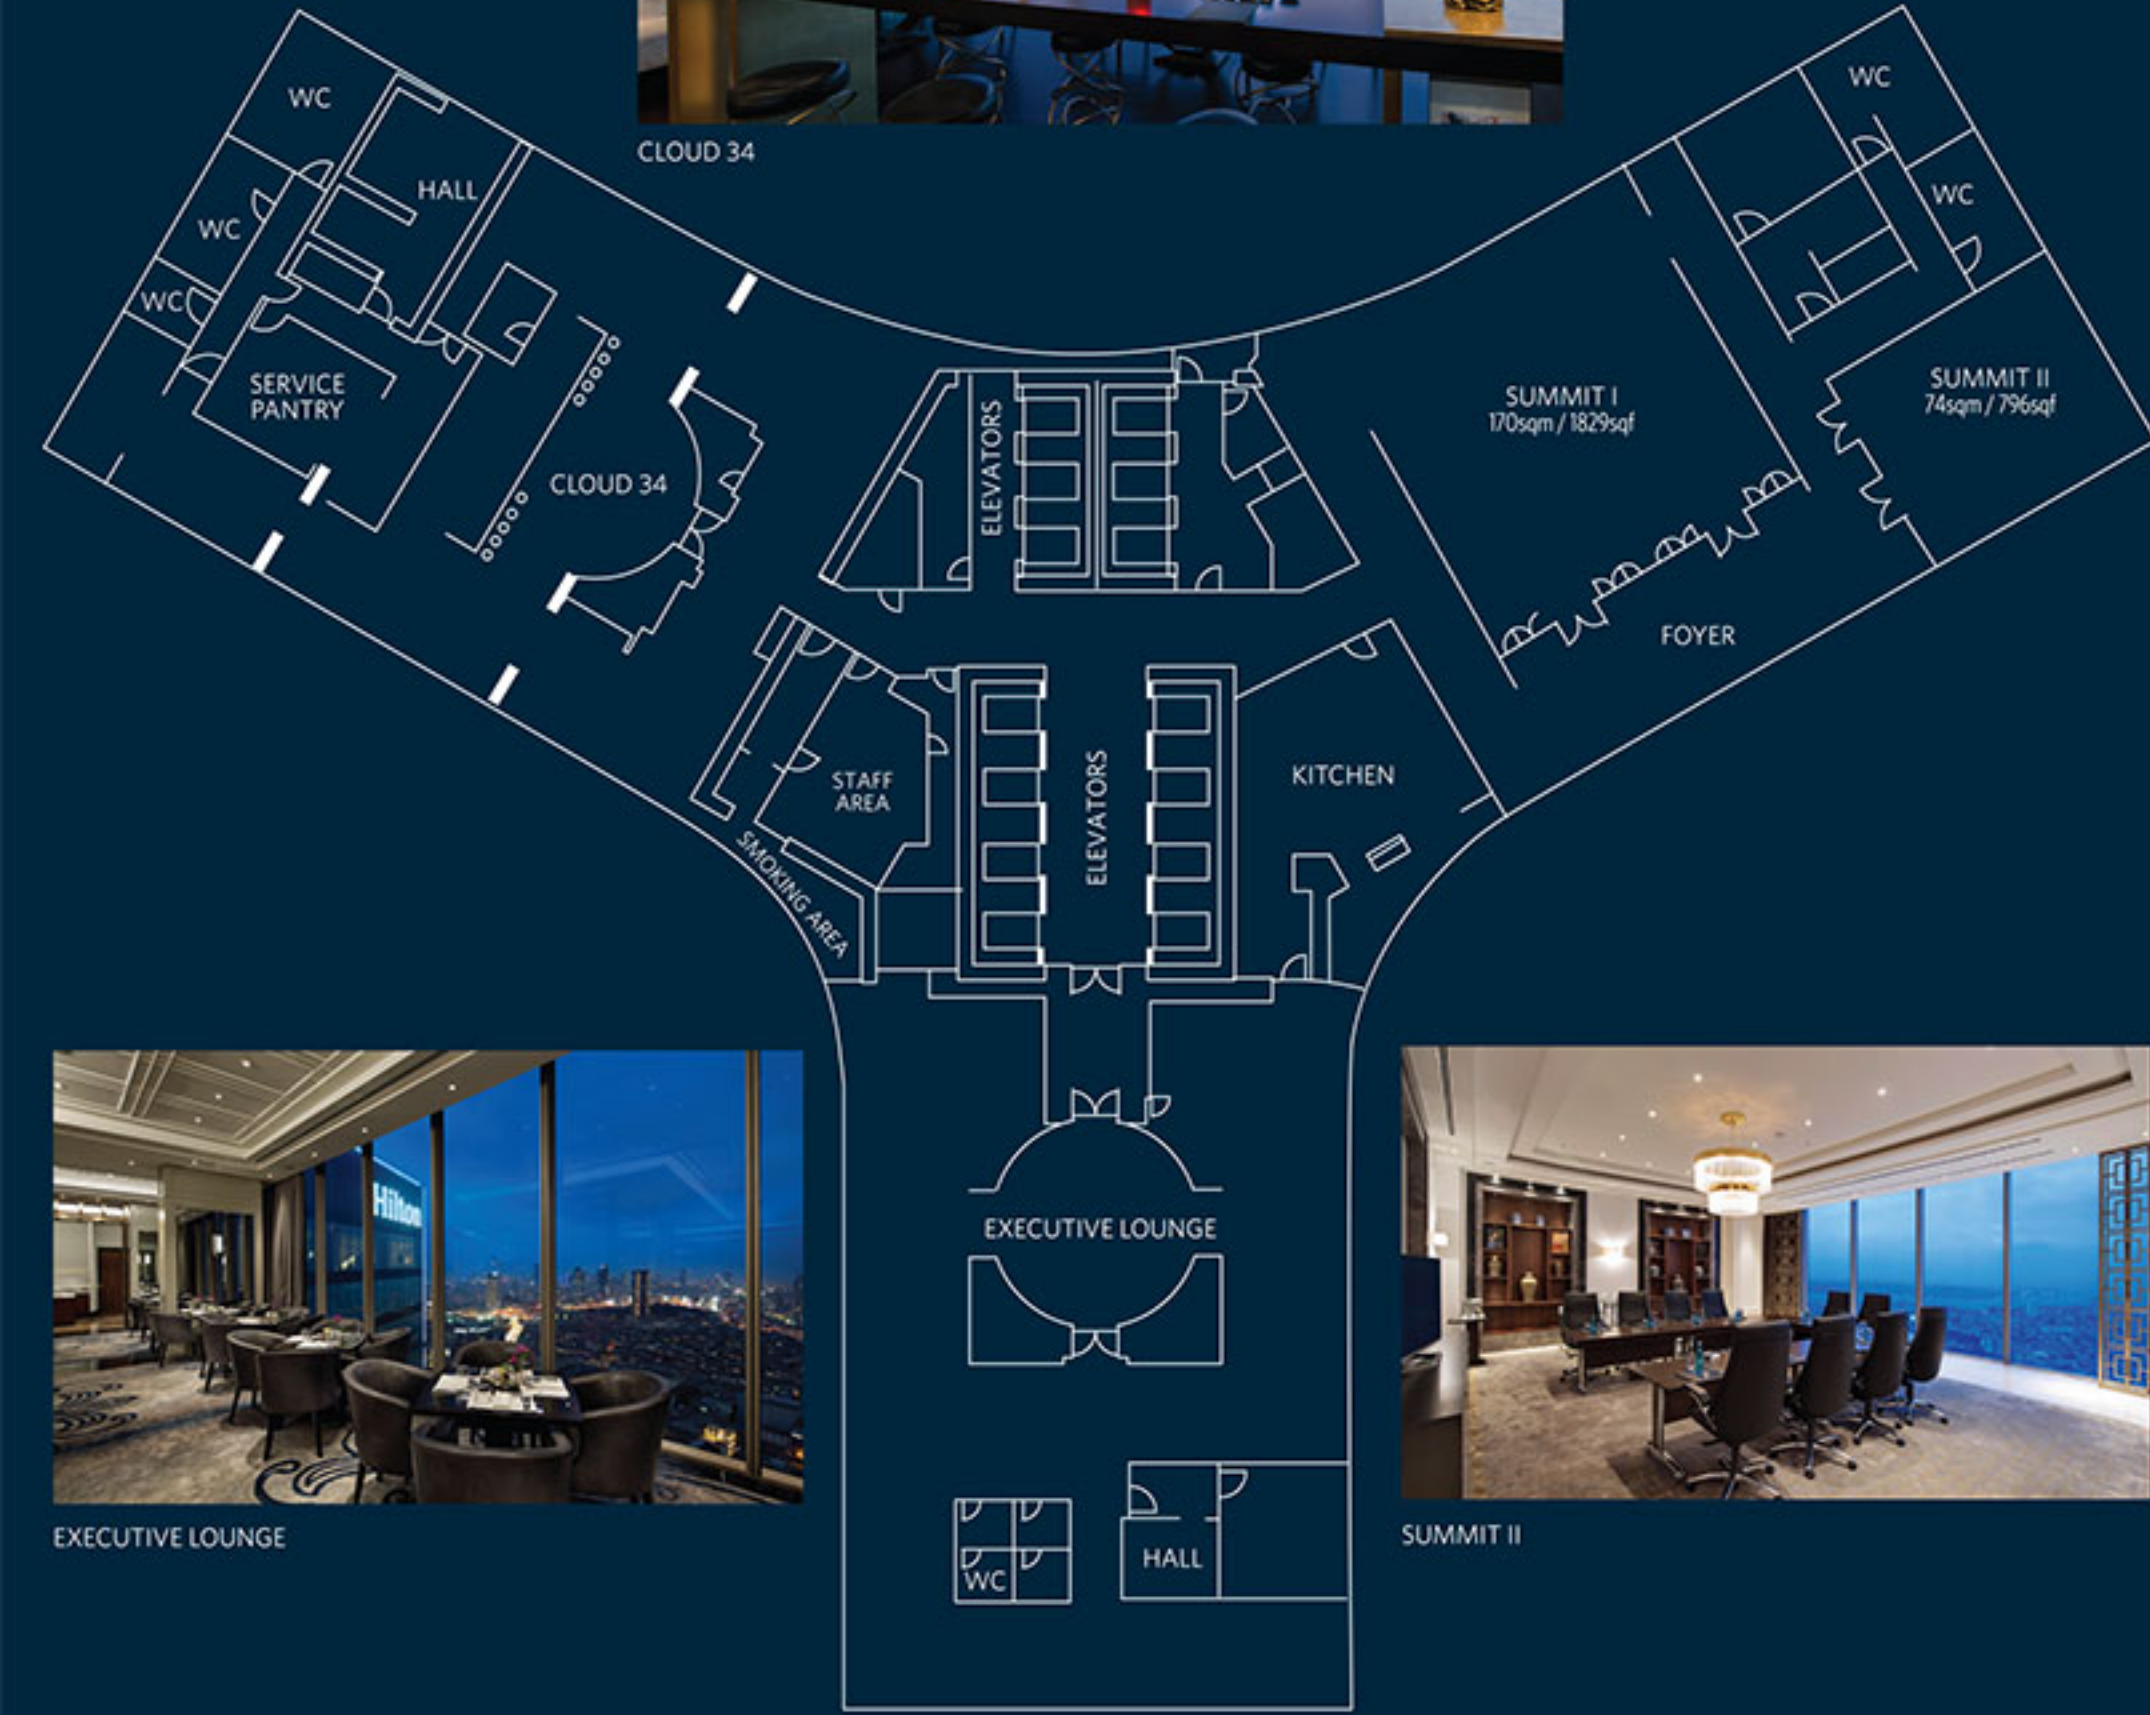 CLOUD 34
WC
HALL
WC
WC
SERVICE
PANTRY
CLOUD 34
ELEVATORS
SUMMIT I
170sqm / 1829sqf
WC
WC
SUMMIT II
74sqm / 796sqf
FOYER
STAFF
AREA
SMOKING AREA
ELEVATORS
KITCHEN
Hilton
EXECUTIVE LOUNGE
EXECUTIVE LOUNGE
SUMMIT II
WC
HALL